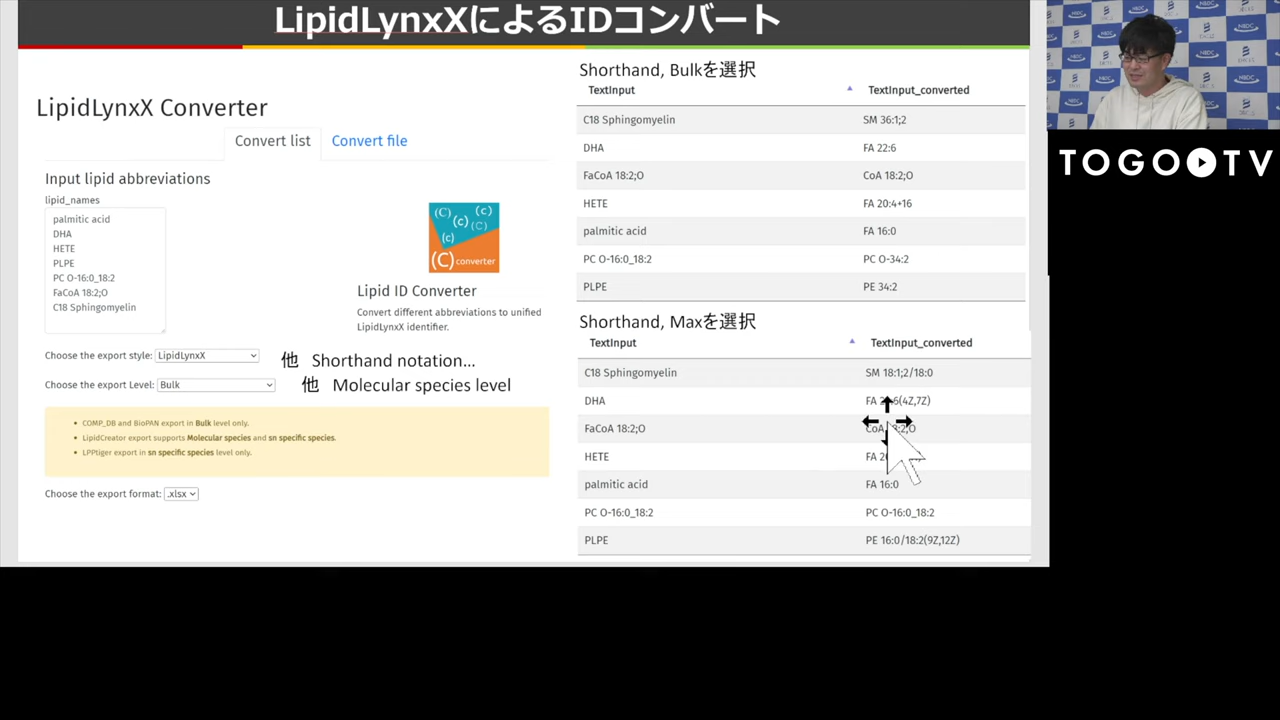 LipidLynxXによるIDコンバート
LipidLynxX Converter
Convert list
Convert file
Input lipid abbreviations
lipid_names
palmitic acid
DHA
HETE
PLPE
PC O-16:0_18:2
FaCoA 18:2;O
C18 Sphingomyelin
(C) converter
Lipid ID Converter
Convert different abbreviations to unified
LipidLynxX identifier.
Choose the export style: LipidLynxX
他 Shorthand notation...
Choose the export Level: Bulk
他 Molecular species level
COMP_DB and BioPAN export in Bulk level only.
LipidCreator export supports Molecular species and sn specific species.
LPPtiger export in sn specific species level only.
Choose the export format: .xlsx
Shorthand, Bulkを選択
TextInput TextInput_converted
C18 Sphingomyelin SM 36:1;2
DHA FA 22:6
FaCoA 18:2;O CoA 18:2;O
HETE FA 20:4+16
palmitic acid FA 16:0
PC O-16:0_18:2 PC O-34:2
PLPE PE 34:2
Shorthand, Maxを選択
TextInput TextInput_converted
C18 Sphingomyelin SM 18:1;2/18:0
DHA FA
FaCoA 18:2;O CoA
HETE FA
palmitic acid FA 16:0
PC O-16:0_18:2 PC O-16:0_18:2
PLPE PE 16:0/18:2(9Z,12Z)
TOGO TV